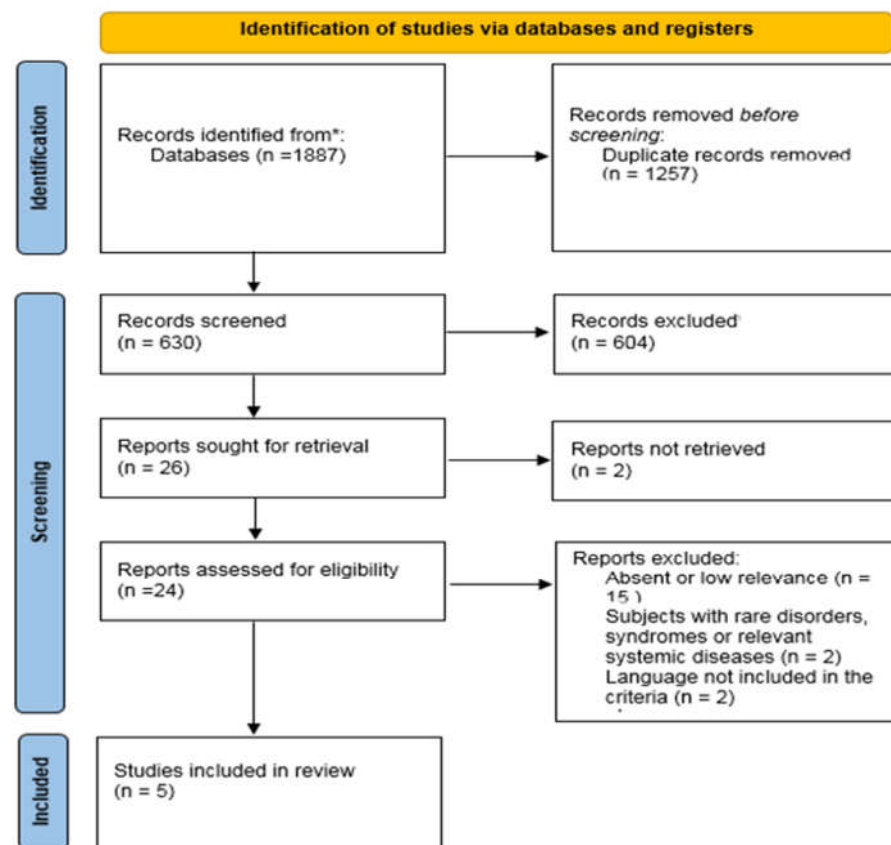 Identification of studies via databases and registers
Identification
Records identified from*:
Databases (n =1887)
Records removed before
screening:
Duplicate records removed
(n = 1257)
Screening
Records screened
(n = 630)
Records excluded
(n = 604)
Reports sought for retrieval
(n = 26)
Reports not retrieved
(n = 2)
Reports assessed for eligibility
(n =24)
Reports excluded:
Absent or low relevance (n =
15 )
Subjects with rare disorders,
syndromes or relevant
systemic diseases (n = 2)
Language not included in the
criteria (n = 2)
Included
Studies included in review
(n = 5)